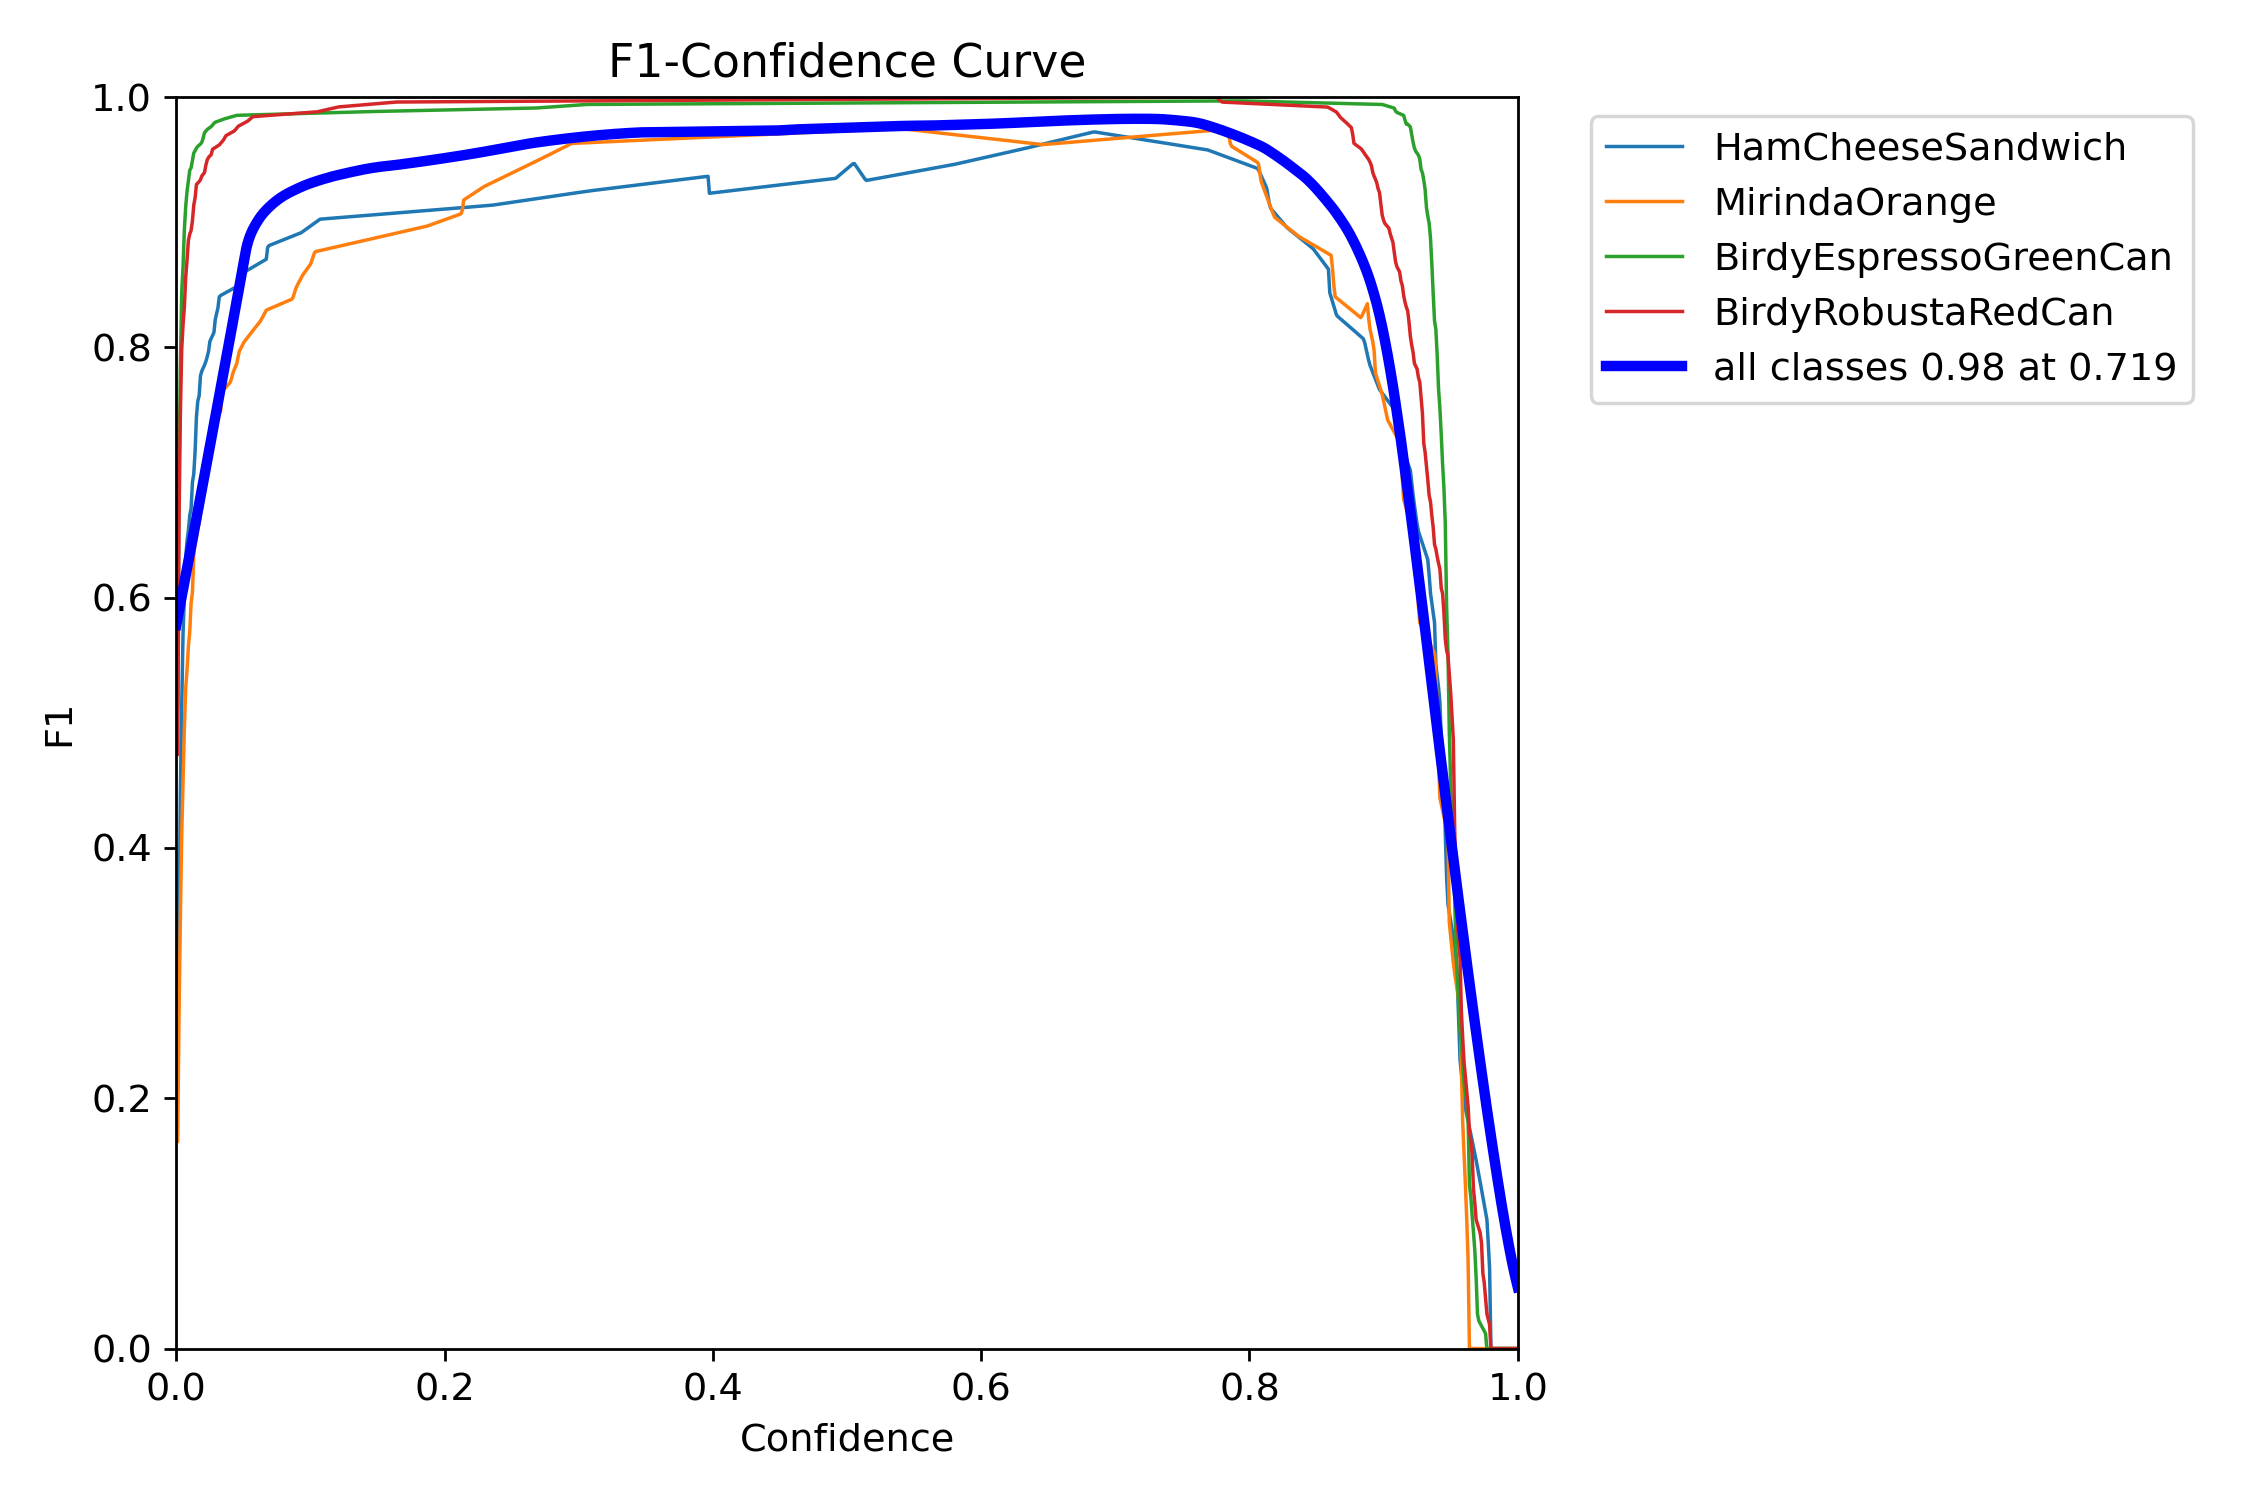 F1-Confidence Curve
1.0
0.8
0.6
0.4
0.2
0.0
F1
0.0 0.2 0.4 0.6 0.8 1.0
Confidence
HamCheeseSandwich
MirindaOrange
BirdyEspressoGreenCan
BirdyRobustaRedCan
all classes 0.98 at 0.719